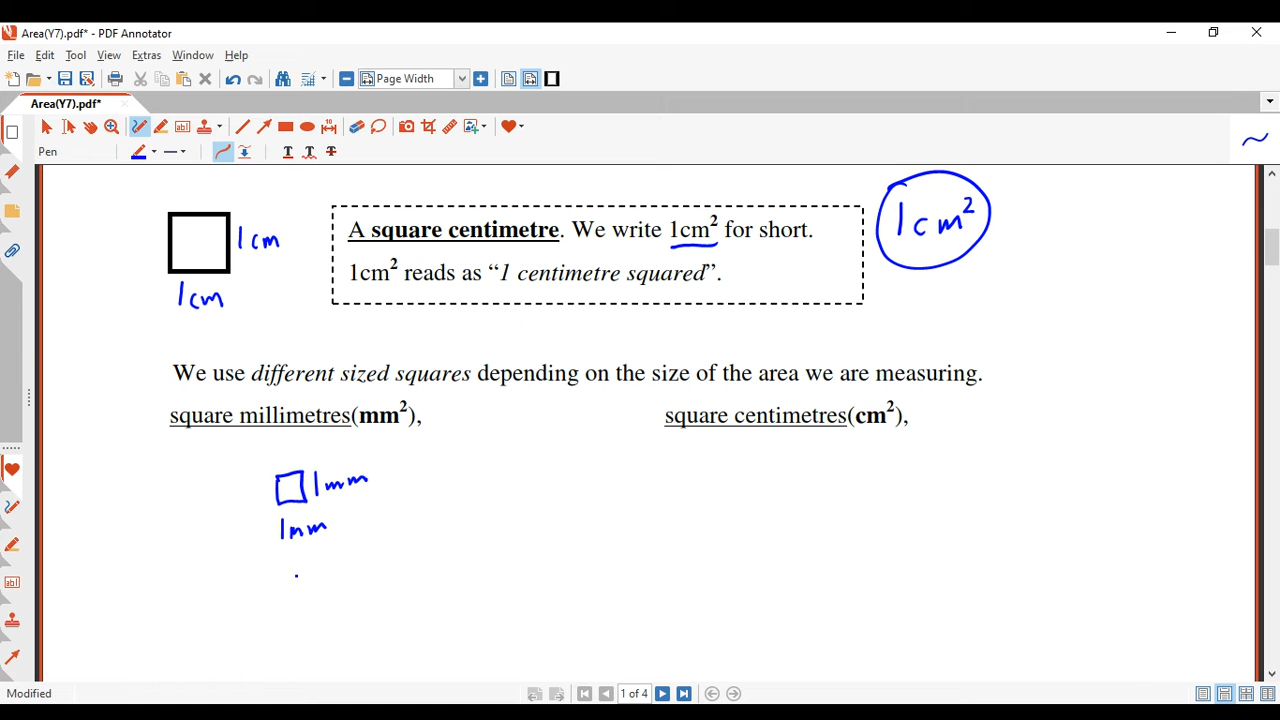 Area(Y7).pdf* - PDF Annotator
File Edit Tool View Extras Window Help
Page Width
Area(Y7).pdf*
10
Pen
T T T
1cm
1cm
A square centimetre. We write 1cm² for short.
1cm² reads as “1 centimetre squared”.
1cm²
We use different sized squares depending on the size of the area we are measuring.
square millimetres(mm²), square centimetres(cm²),
1mm
1mm
Modified 1 of 4